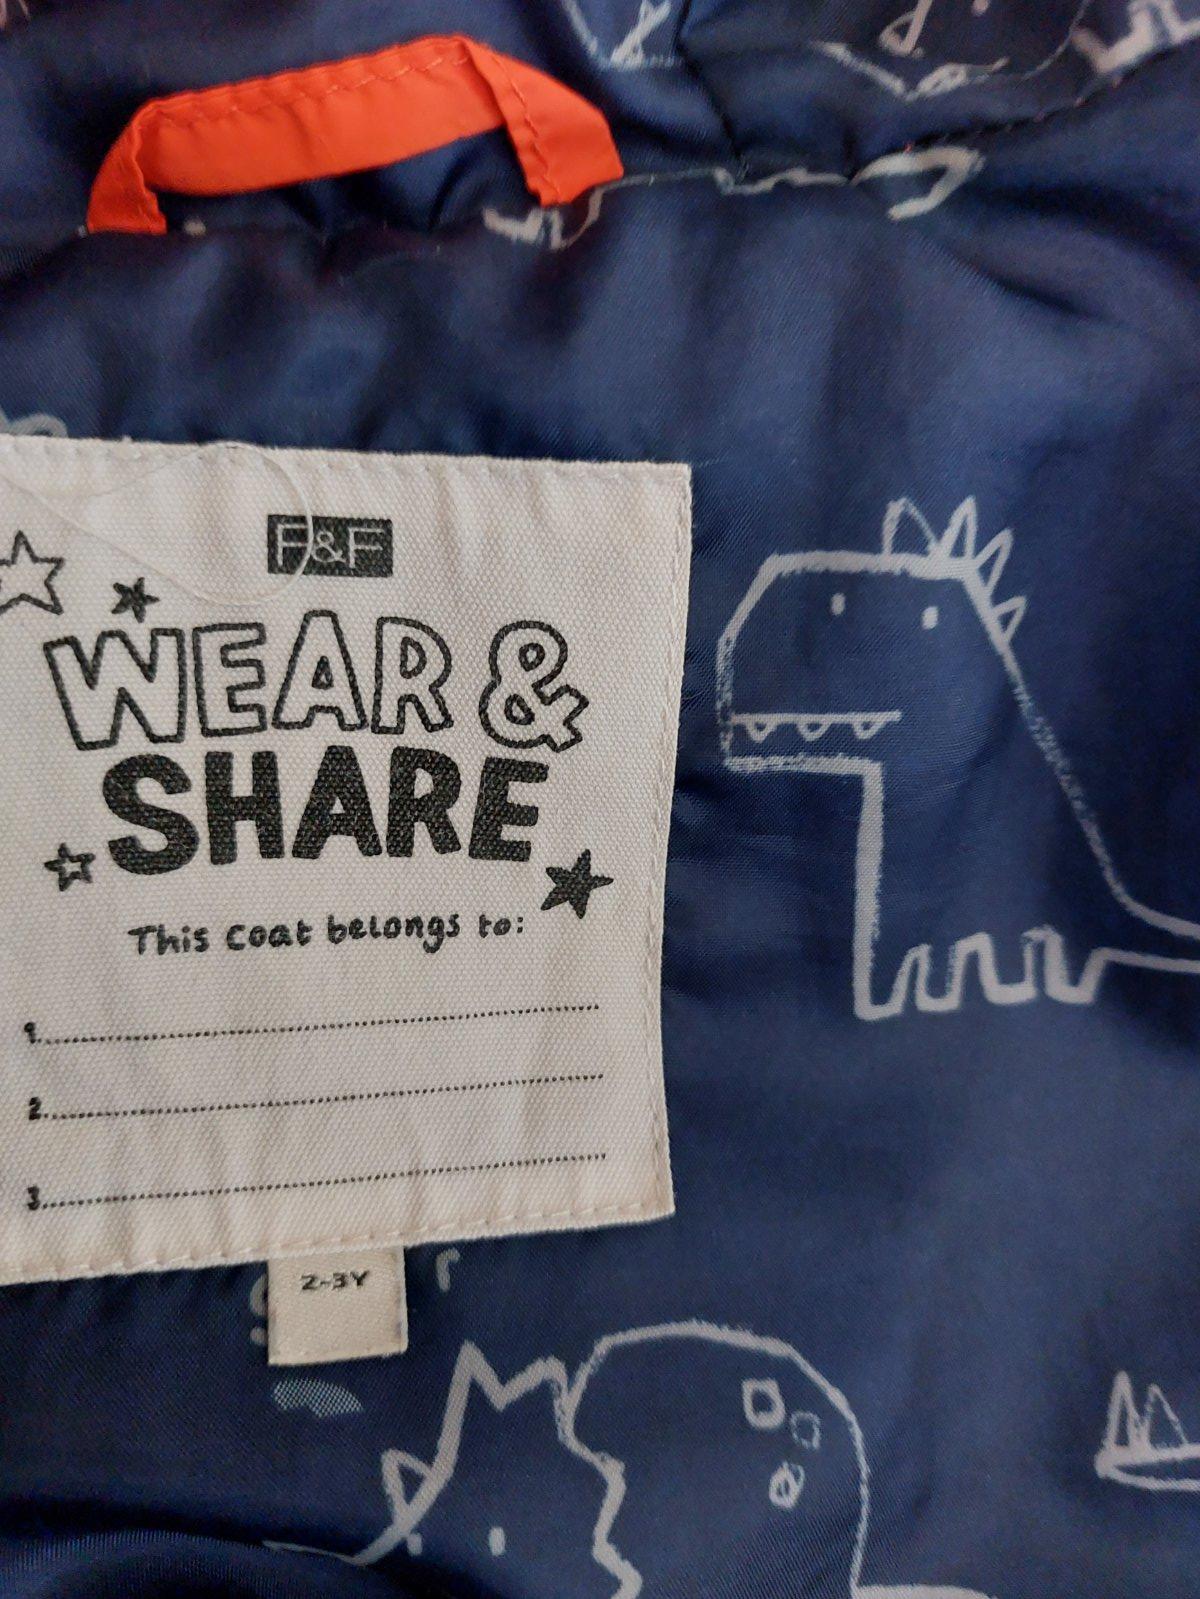 F&F
WEAR &
SHARE
This coat belongs to:
1.
2.
3.
2-3Y